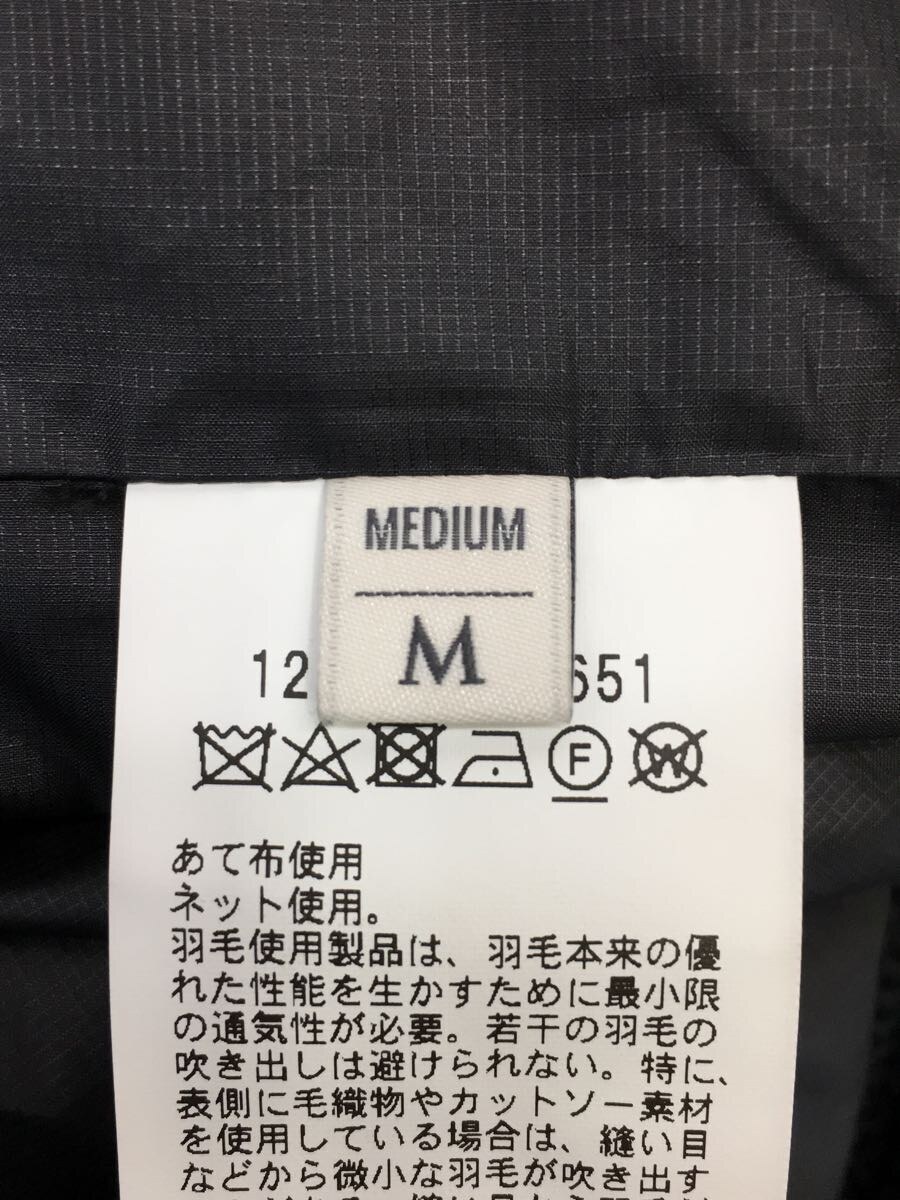 MEDIUM
M
12 651
F W
あて布使用
ネット使用。
羽毛使用製品は、羽毛本来の優
れた性能を生かすために最小限
の通気性が必要。若干の羽毛の
吹き出しは避けられない。特に、
表側に毛織物やカットソー素材
を使用している場合は、縫い目
などから微小な羽毛が吹き出す